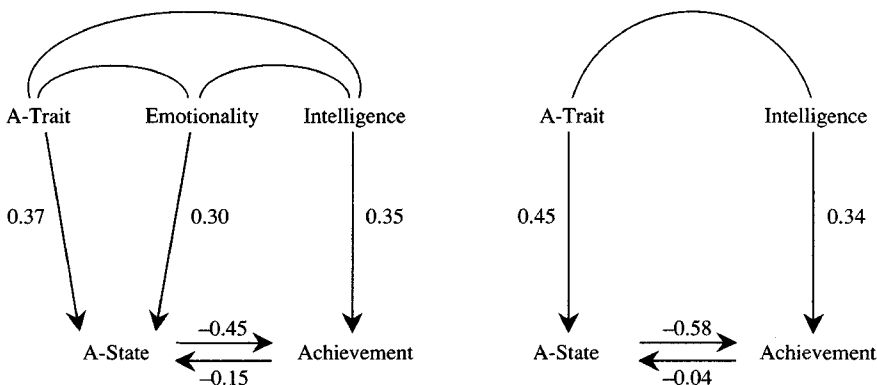 A-Trait Emotionality Intelligence
0.37 0.30 0.35
–0.45
A-State Achievement
–0.15
A-Trait Intelligence
0.45 0.34
–0.58
A-State Achievement
–0.04